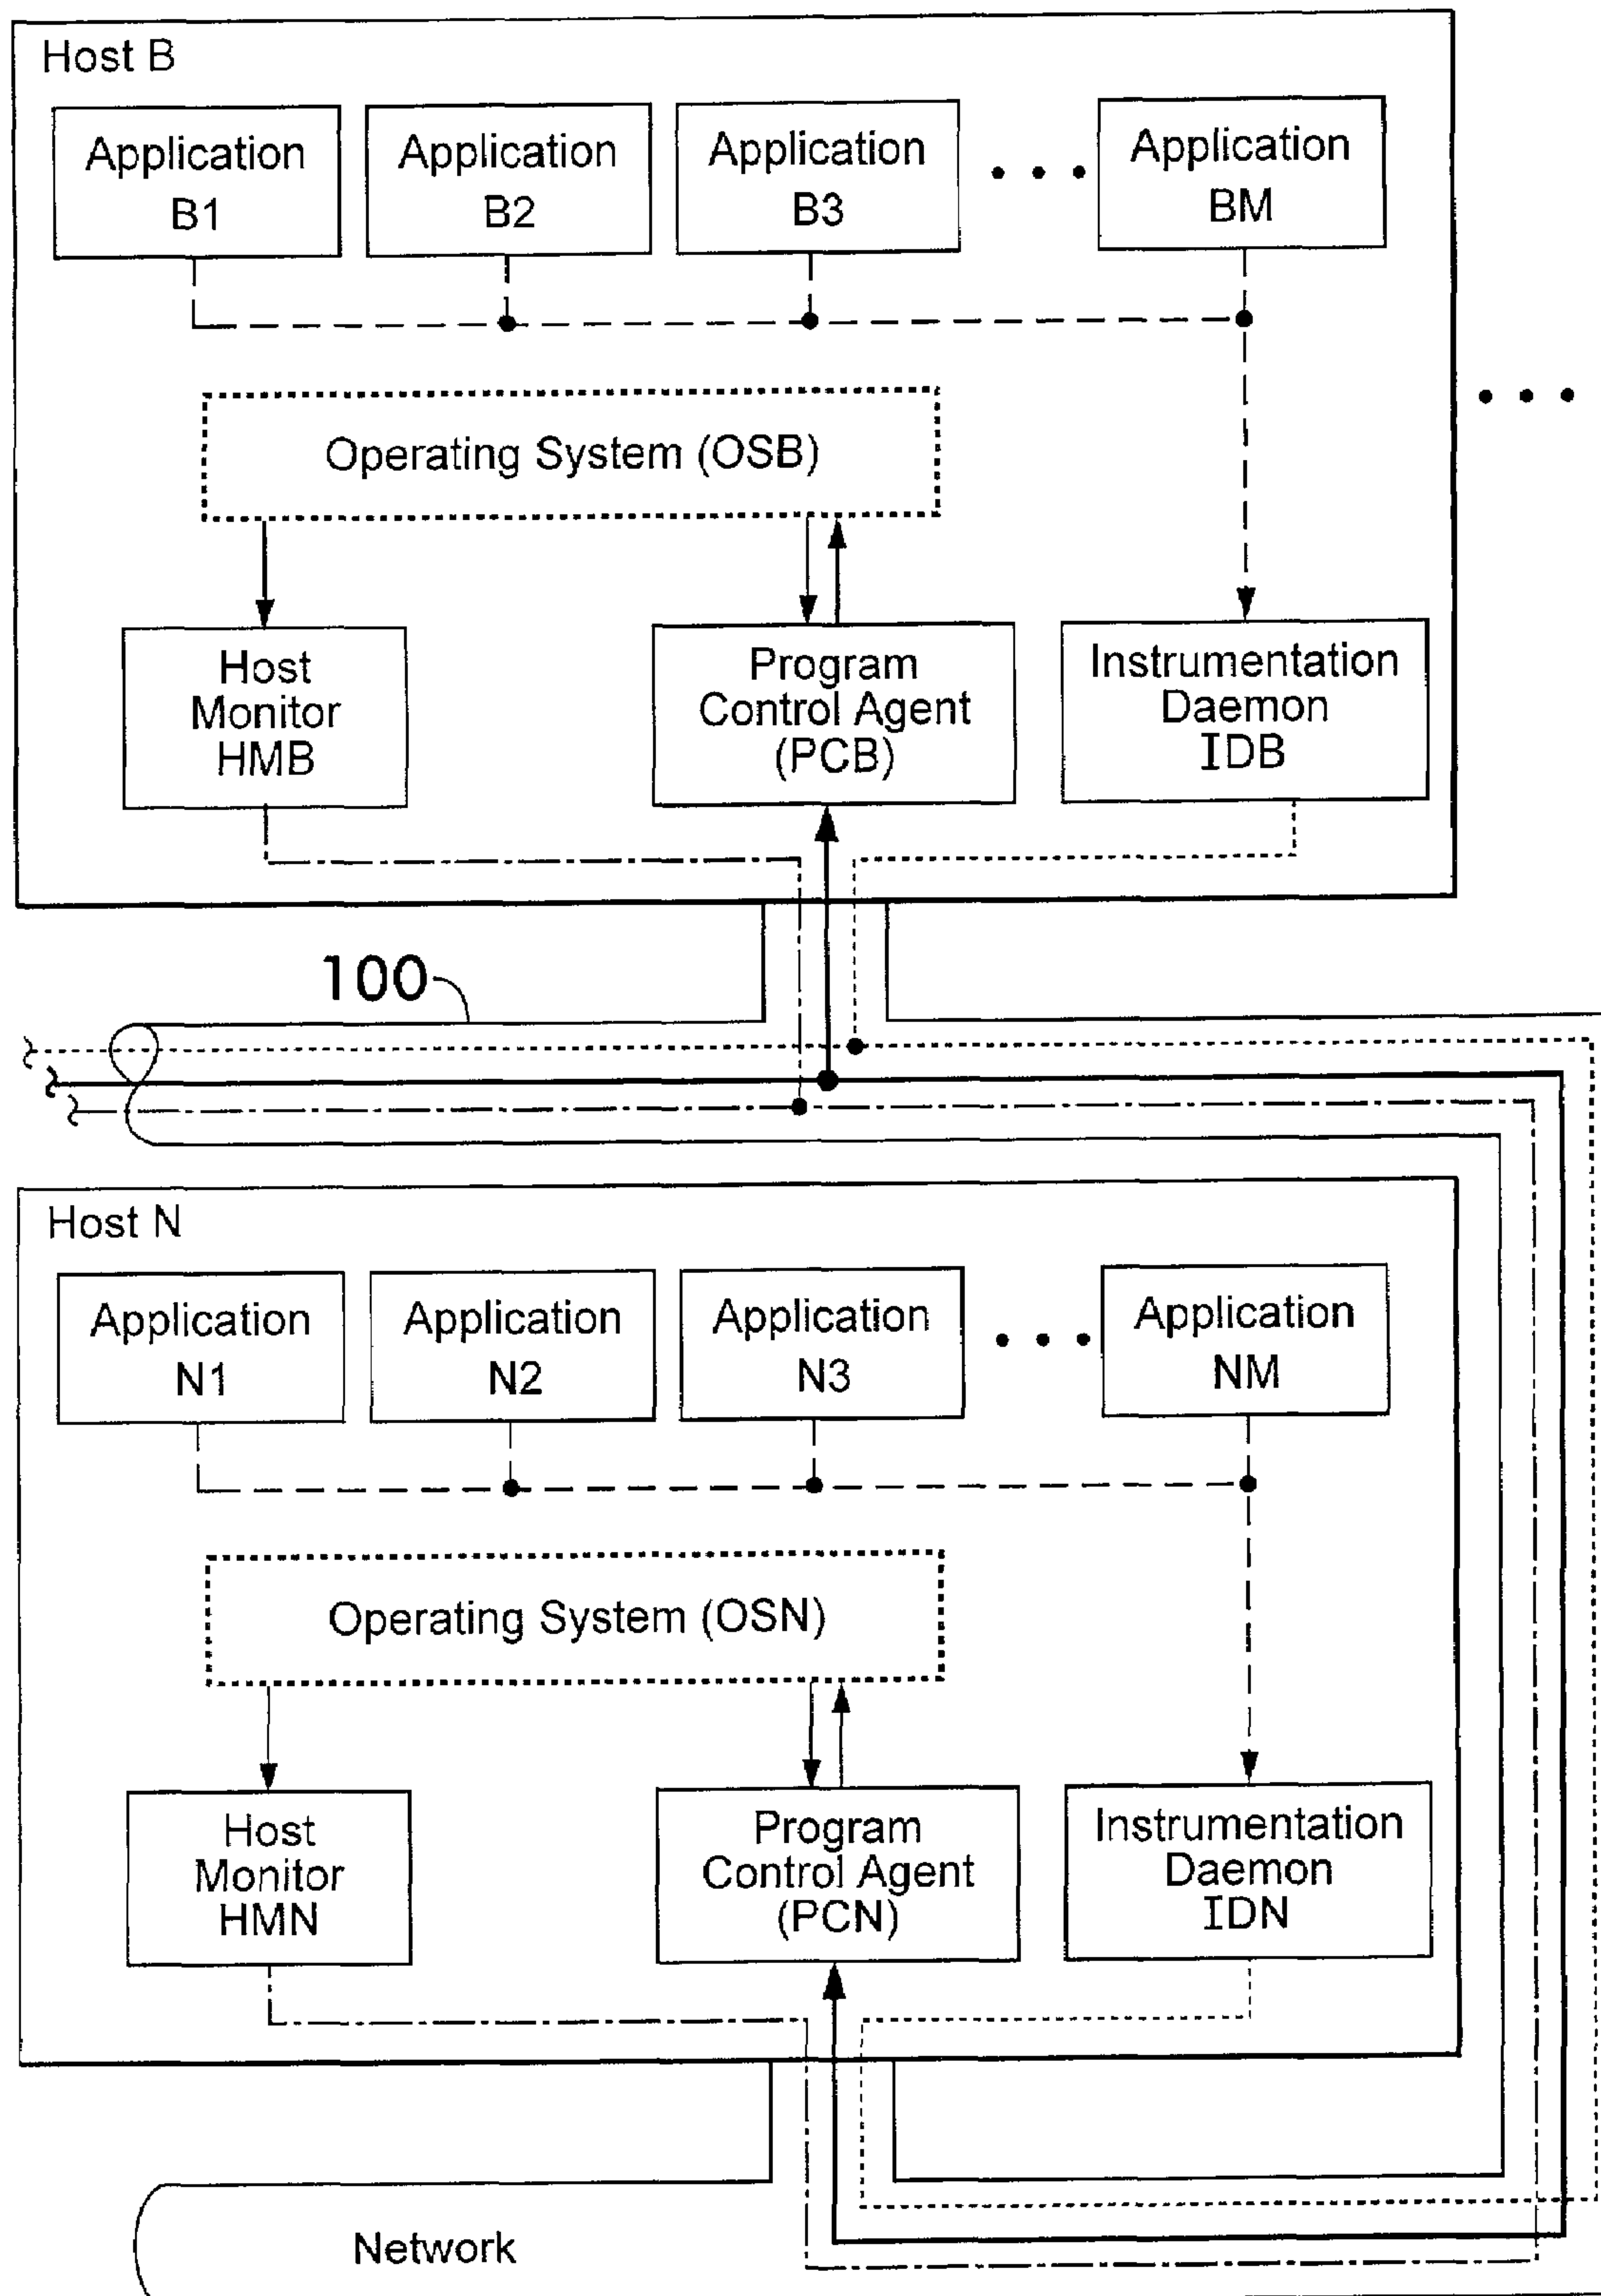 Host B
Application
B1
Application
B2
Application
B3
Application
BM
Operating System (OSB)
Host
Monitor
HMB
Program
Control Agent
(PCB)
Instrumentation
Daemon
IDB
100
Host N
Application
N1
Application
N2
Application
N3
Application
NM
Operating System (OSN)
Host
Monitor
HMN
Program
Control Agent
(PCN)
Instrumentation
Daemon
IDN
Network